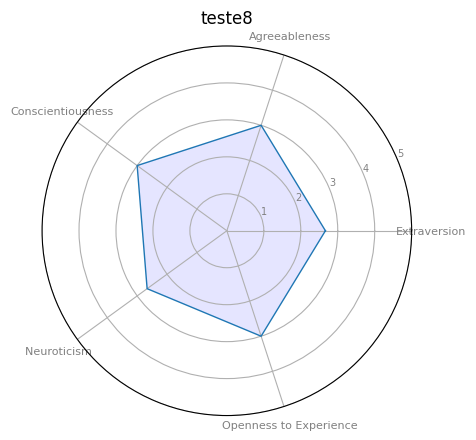 teste8
Agreeableness
Conscientiousness
5
4
3
2
1
Extraversion
Neuroticism
Openness to Experience